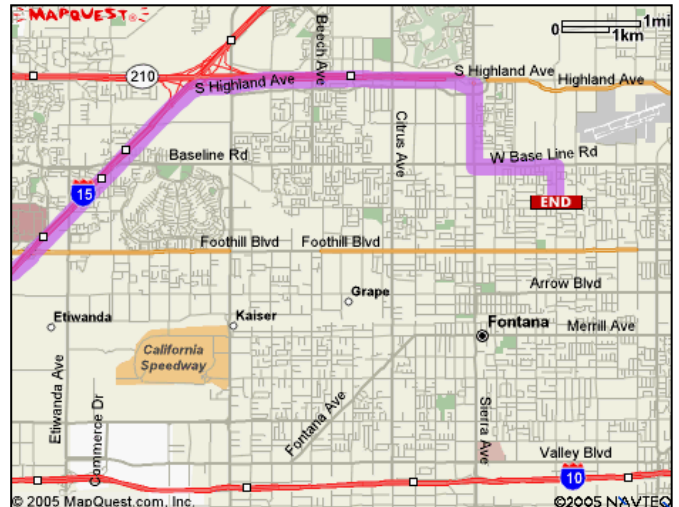 MAPQUEST.
Beech Ave
0 1mi
1km
210
S Highland Ave
S Highland Ave
Highland Ave
Citrus Ave
Baseline Rd
W Base Line Rd
15
END
Foothill Blvd
Foothill Blvd
Arrow Blvd
Grape
Etiwanda
Kaiser
Fontana
Merrill Ave
California
Speedway
Etiwanda Ave
Commerce Dr
Fontana Ave
Sierra Ave
Valley Blvd
10
© 2005 MapQuest.com, Inc.
©2005 NAVTEQ